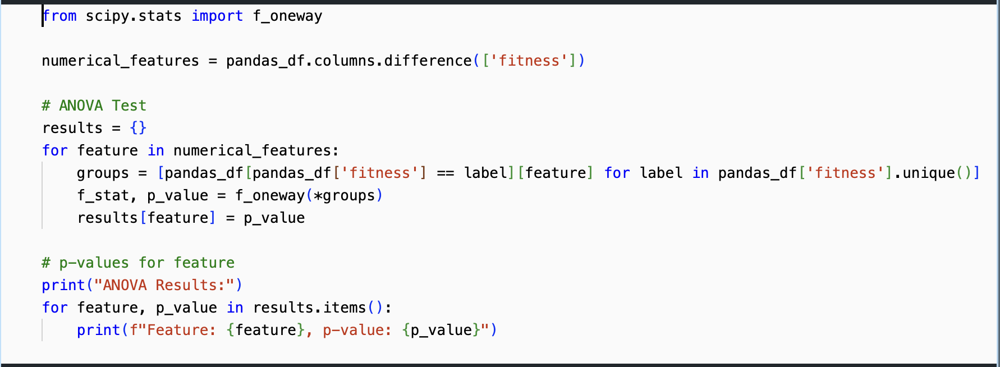 from scipy.stats import f_oneway
numerical_features = pandas_df.columns.difference(['fitness'])
# ANOVA Test
results = {}
for feature in numerical_features:
    groups = [pandas_df[pandas_df['fitness'] == label][feature] for label in pandas_df['fitness'].unique()]
    f_stat, p_value = f_oneway(*groups)
    results[feature] = p_value
# p-values for feature
print("ANOVA Results:")
for feature, p_value in results.items():
    print(f"Feature: {feature}, p-value: {p_value}")